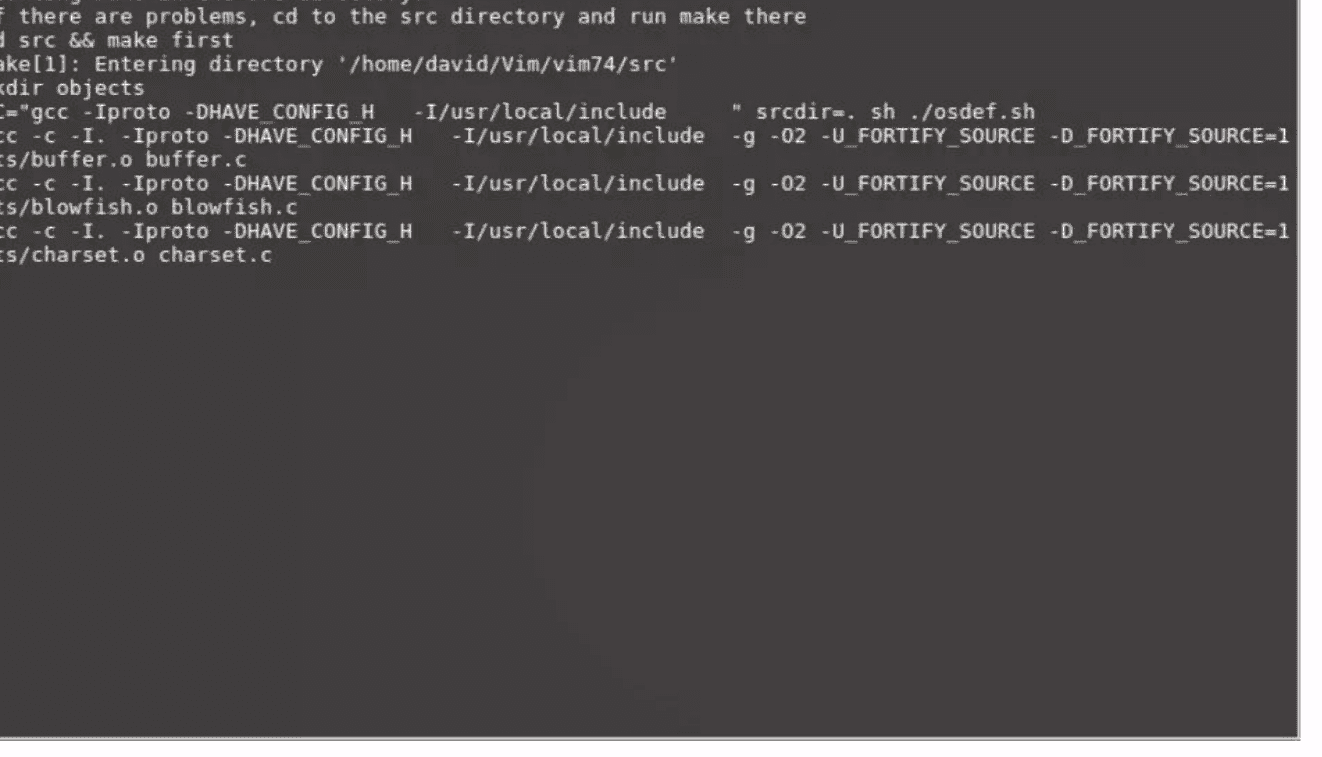 f there are problems, cd to the src directory and run make there
d src && make first
ake[1]: Entering directory '/home/david/Vim/vim74/src'
kdir objects
C="gcc -Iproto -DHAVE_CONFIG_H   -I/usr/local/include     " srcdir=. sh ./osdef.sh
cc -c -I. -Iproto -DHAVE_CONFIG_H   -I/usr/local/include  -g -O2 -U_FORTIFY_SOURCE -D_FORTIFY_SOURCE=1
ts/buffer.o buffer.c
cc -c -I. -Iproto -DHAVE_CONFIG_H   -I/usr/local/include  -g -O2 -U_FORTIFY_SOURCE -D_FORTIFY_SOURCE=1
ts/blowfish.o blowfish.c
cc -c -I. -Iproto -DHAVE_CONFIG_H   -I/usr/local/include  -g -O2 -U_FORTIFY_SOURCE -D_FORTIFY_SOURCE=1
ts/charset.o charset.c